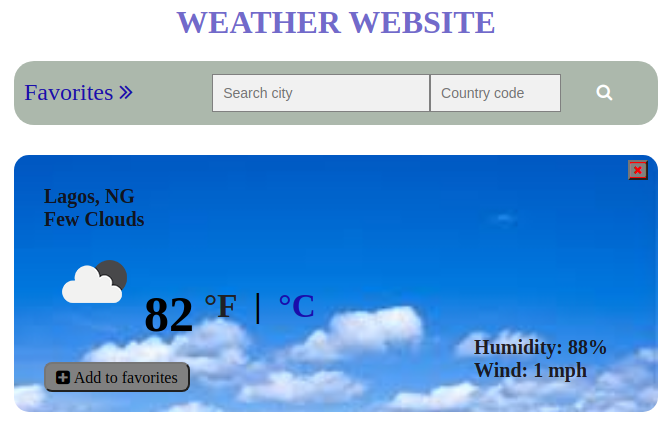 WEATHER WEBSITE
Favorites »
Search city
Country code
Lagos, NG
Few Clouds
82 °F | °C
Humidity: 88%
Wind: 1 mph
Add to favorites